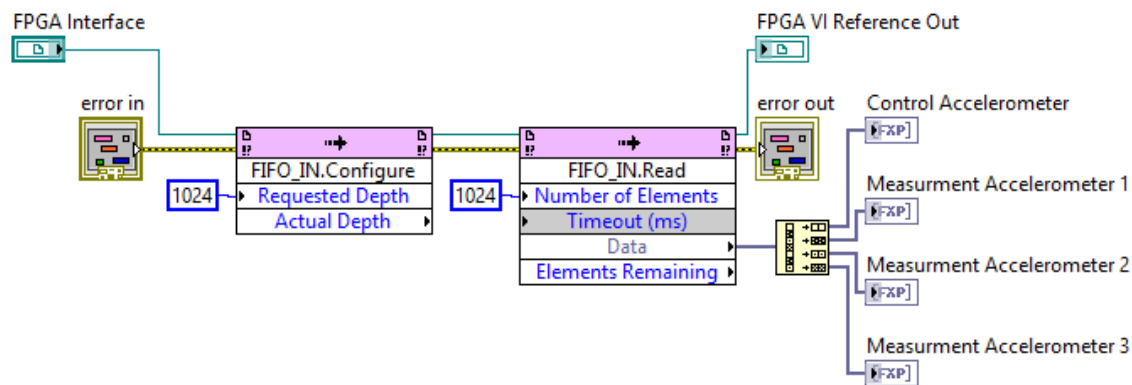 FPGA Interface
FPGA VI Reference Out
error in
error out
Control Accelerometer
FXP]
FIFO_IN.Configure
FIFO_IN.Read
1024
Requested Depth
1024
Number of Elements
Measurment Accelerometer 1
FXP]
Actual Depth
Timeout (ms)
Data
Elements Remaining
Measurment Accelerometer 2
FXP]
Measurment Accelerometer 3
FXP]